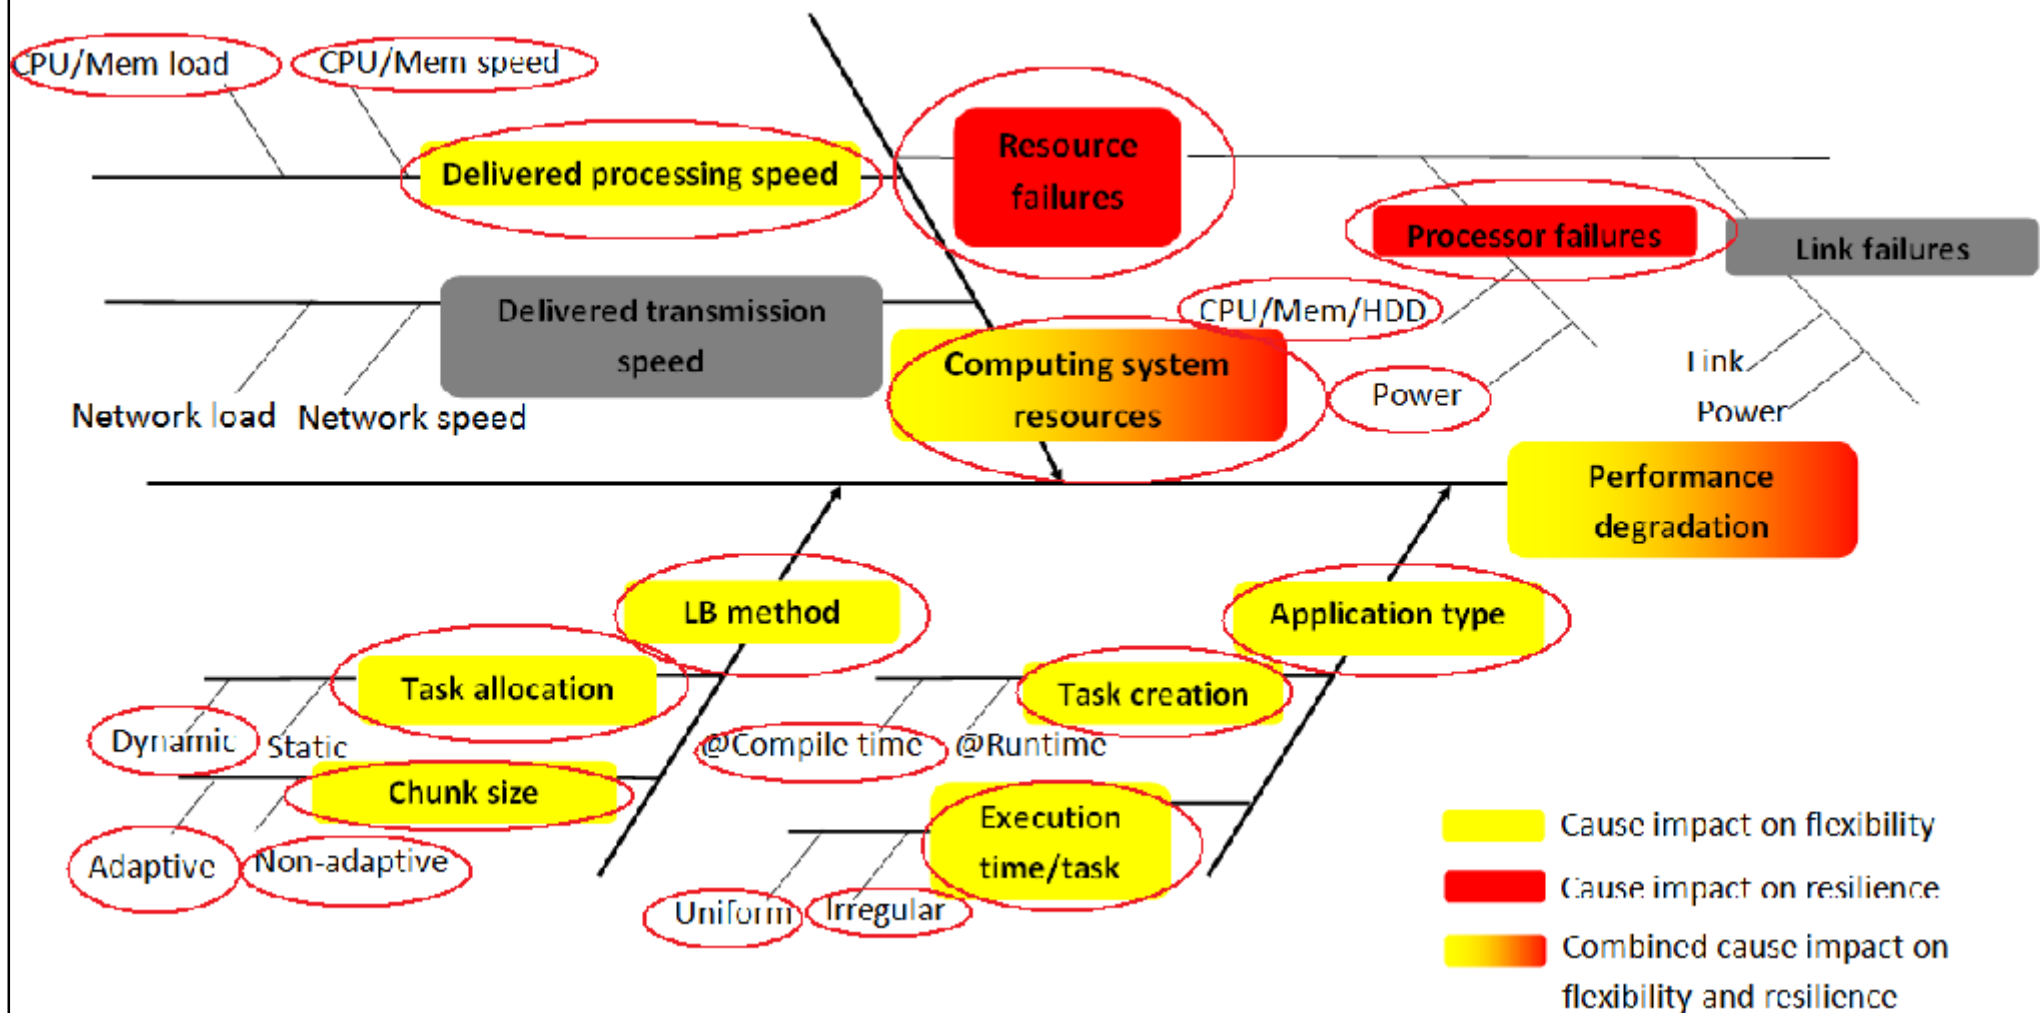 CPU/Mem load
CPU/Mem speed
Resource
failures
Delivered processing speed
Processor failures
Link failures
Delivered transmission
speed
CPU/Mem/HDD
Computing system
resources
Link
Power
Power
Network load
Network speed
Performance
degradation
LB method
Application type
Task allocation
Task creation
Dynamic
Static
@Compile time
@Runtime
Chunk size
Execution
time/task
Adaptive
Non-adaptive
Uniform
Irregular
Cause impact on flexibility
Cause impact on resilience
Combined cause impact on
flexibility and resilience